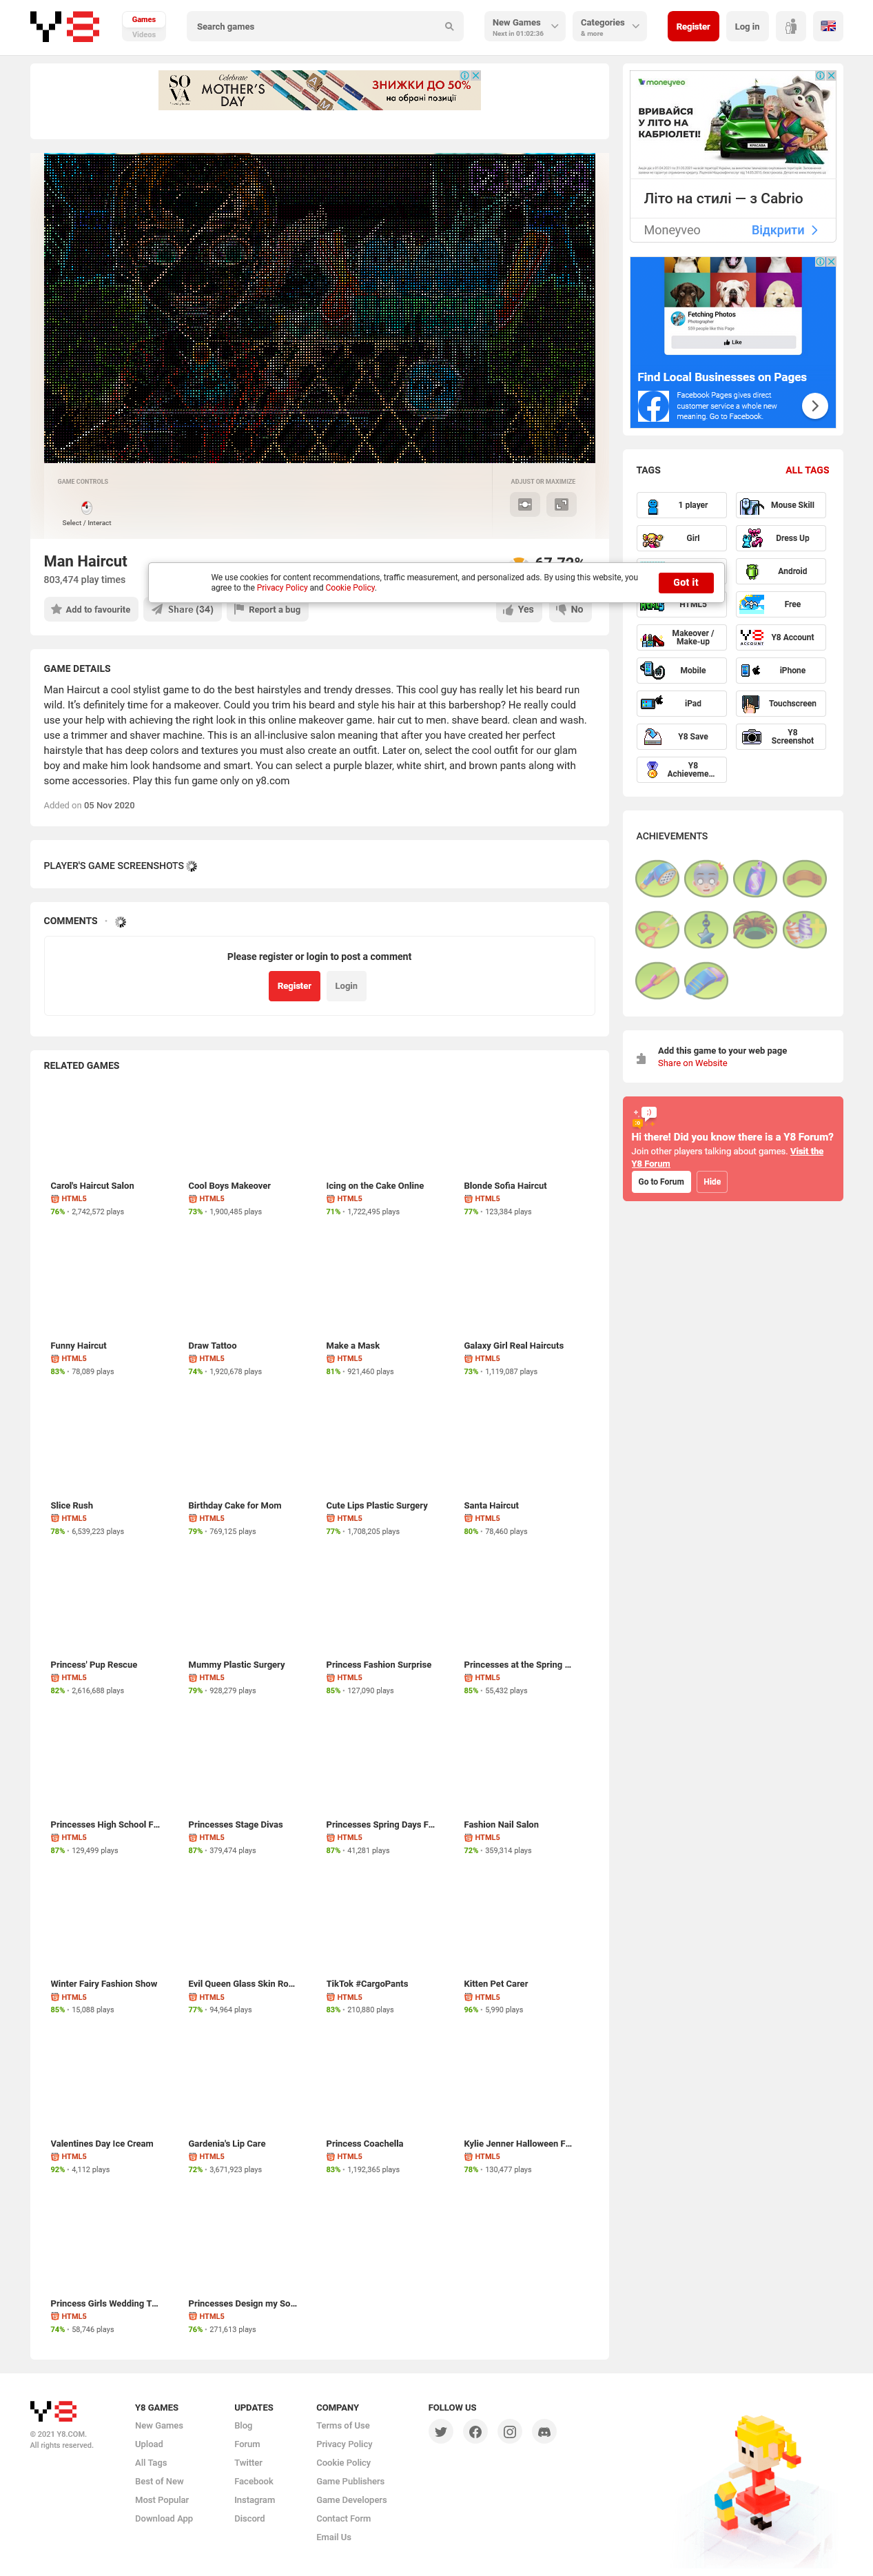 Y8
Games
Videos
Search games
New Games
Next in 01:02:36
Categories
& more
Register
Log in
SO
VA
Celebrate
MOTHER'S
DAY
ЗНИЖКИ ДО 50%
на обрані позиції
moneyveo
ВРИВАЙСЯ
У ЛІТО НА
КАБРІОЛЕТІ!
Літо на стилі — з Cabrio
Moneyveo
Відкрити
Fetching Photos
Photographer
559 people like this Page
Like
Find Local Businesses on Pages
Facebook Pages gives direct
customer service a whole new
meaning. Go to Facebook.
GAME CONTROLS
Select / Interact
ADJUST OR MAXIMIZE
Man Haircut
803,474 play times
67.72%
We use cookies for content recommendations, traffic measurement, and personalized ads. By using this website, you
agree to the Privacy Policy and Cookie Policy.
Got it
Add to favourite
Share (34)
Report a bug
Yes
No
TAGS
ALL TAGS
1 player
Mouse Skill
Girl
Dress Up
Android
HTML5
Free
Makeover /
Make-up
Y8 Account
Mobile
iPhone
iPad
Touchscreen
Y8 Save
Y8
Screenshot
Y8
Achieveme...
GAME DETAILS
Man Haircut a cool stylist game to do the best hairstyles and trendy dresses. This cool guy has really let his beard run
wild. It's definitely time for a makeover. Could you trim his beard and style his hair at this barbershop? He really could
use your help with achieving the right look in this online makeover game. hair cut to men. shave beard. clean and wash.
use a trimmer and shaver machine. This is an all-inclusive salon meaning that after you have created her perfect
hairstyle that has deep colors and textures you must also create an outfit. Later on, select the cool outfit for our glam
boy and make him look handsome and smart. You can select a purple blazer, white shirt, and brown pants along with
some accessories. Play this fun game only on y8.com
Added on 05 Nov 2020
PLAYER'S GAME SCREENSHOTS
COMMENTS
Please register or login to post a comment
Register
Login
ACHIEVEMENTS
Add this game to your web page
Share on Website
Hi there! Did you know there is a Y8 Forum?
Join other players talking about games. Visit the
Y8 Forum
Go to Forum
Hide
RELATED GAMES
Carol's Haircut Salon
HTML5
76% • 2,742,572 plays
Cool Boys Makeover
HTML5
73% • 1,900,485 plays
Icing on the Cake Online
HTML5
71% • 1,722,495 plays
Blonde Sofia Haircut
HTML5
77% • 123,384 plays
Funny Haircut
HTML5
83% • 78,089 plays
Draw Tattoo
HTML5
74% • 1,920,678 plays
Make a Mask
HTML5
81% • 921,460 plays
Galaxy Girl Real Haircuts
HTML5
73% • 1,119,087 plays
Slice Rush
HTML5
78% • 6,539,223 plays
Birthday Cake for Mom
HTML5
79% • 769,125 plays
Cute Lips Plastic Surgery
HTML5
77% • 1,708,205 plays
Santa Haircut
HTML5
80% • 78,460 plays
Princess' Pup Rescue
HTML5
82% • 2,616,688 plays
Mummy Plastic Surgery
HTML5
79% • 928,279 plays
Princess Fashion Surprise
HTML5
85% • 127,090 plays
Princesses at the Spring ...
HTML5
85% • 55,432 plays
Princesses High School F...
HTML5
87% • 129,499 plays
Princesses Stage Divas
HTML5
87% • 379,474 plays
Princesses Spring Days F...
HTML5
87% • 41,281 plays
Fashion Nail Salon
HTML5
72% • 359,314 plays
Winter Fairy Fashion Show
HTML5
85% • 15,088 plays
Evil Queen Glass Skin Ro...
HTML5
77% • 94,964 plays
TikTok #CargoPants
HTML5
83% • 210,880 plays
Kitten Pet Carer
HTML5
96% • 5,990 plays
Valentines Day Ice Cream
HTML5
92% • 4,112 plays
Gardenia's Lip Care
HTML5
72% • 3,671,923 plays
Princess Coachella
HTML5
83% • 1,192,365 plays
Kylie Jenner Halloween F...
HTML5
78% • 130,477 plays
Princess Girls Wedding T...
HTML5
74% • 58,746 plays
Princesses Design my So...
HTML5
76% • 271,613 plays
Y8
© 2021 Y8.COM.
All rights reserved.
Y8 GAMES
New Games
Upload
All Tags
Best of New
Most Popular
Download App
UPDATES
Blog
Forum
Twitter
Facebook
Instagram
Discord
COMPANY
Terms of Use
Privacy Policy
Cookie Policy
Game Publishers
Game Developers
Contact Form
Email Us
FOLLOW US